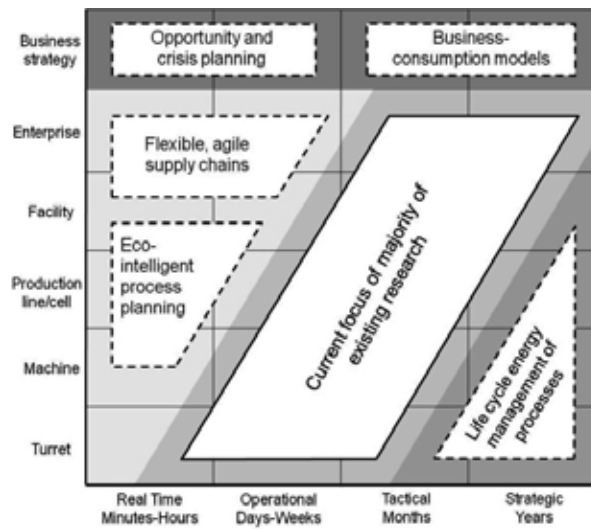 Business
strategy
Opportunity and
crisis planning
Business-
consumption models
Enterprise
Flexible, agile
supply chains
Facility
Eco-
intelligent
process
planning
Production
line/cell
Current focus of majority of
existing research
Machine
Life cycle energy
management of
processes
Turret
Real Time
Minutes-Hours
Operational
Days-Weeks
Tactical
Months
Strategic
Years